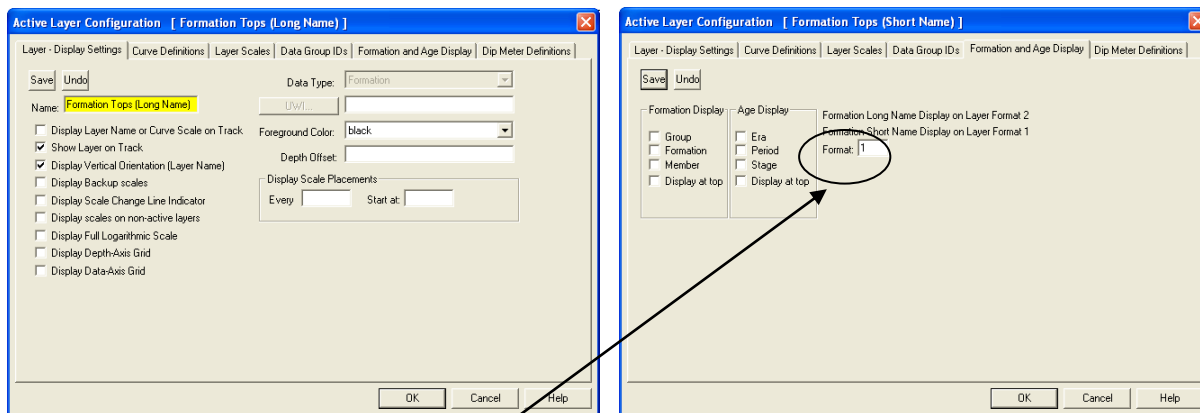 Active Layer Configuration [ Formation Tops (Long Name) ]
Layer - Display Settings Curve Definitions Layer Scales Data Group IDs Formation and Age Display Dip Meter Definitions
Save Undo
Name: Formation Tops (Long Name)
Display Layer Name or Curve Scale on Track
Show Layer on Track
Display Vertical Orientation (Layer Name)
Display Backup scales
Display Scale Change Line Indicator
Display scales on non-active layers
Display Full Logarithmic Scale
Display Depth-Axis Grid
Display Data-Axis Grid
Data Type: Formation
UWI...
Foreground Color: black
Depth Offset:
Display Scale Placements
Every Start at:
OK Cancel Help
Active Layer Configuration [ Formation Tops (Short Name) ]
Layer - Display Settings Curve Definitions Layer Scales Data Group IDs Formation and Age Display Dip Meter Definitions
Save Undo
Formation Display
Group
Formation
Member
Display at top
Age Display
Era
Period
Stage
Display at top
Formation Long Name Display on Layer Format 2
Formation Short Name Display on Layer Format 1
Format: 1
OK Cancel Help